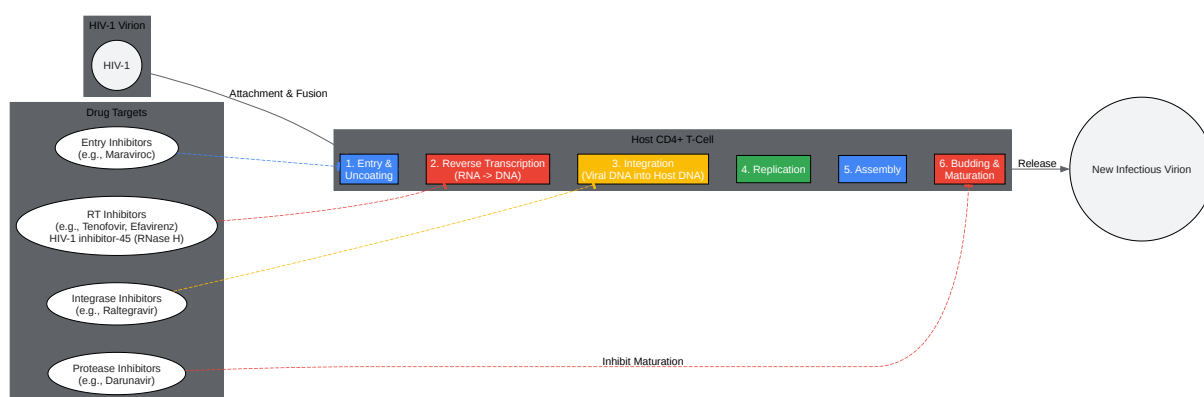 HIV-1 Virion
HIV-1
Attachment & Fusion
Drug Targets
Entry Inhibitors
(e.g., Maraviroc)
RT Inhibitors
(e.g., Tenofovir, Efavirenz)
HIV-1 inhibitor-45 (RNase H)
Integrase Inhibitors
(e.g., Raltegravir)
Protease Inhibitors
(e.g., Darunavir)
Host CD4+ T-Cell
1. Entry &
Uncoating
2. Reverse Transcription
(RNA -> DNA)
3. Integration
(Viral DNA into Host DNA)
4. Replication
5. Assembly
6. Budding &
Maturation
Release
New Infectious Virion
Inhibit Maturation